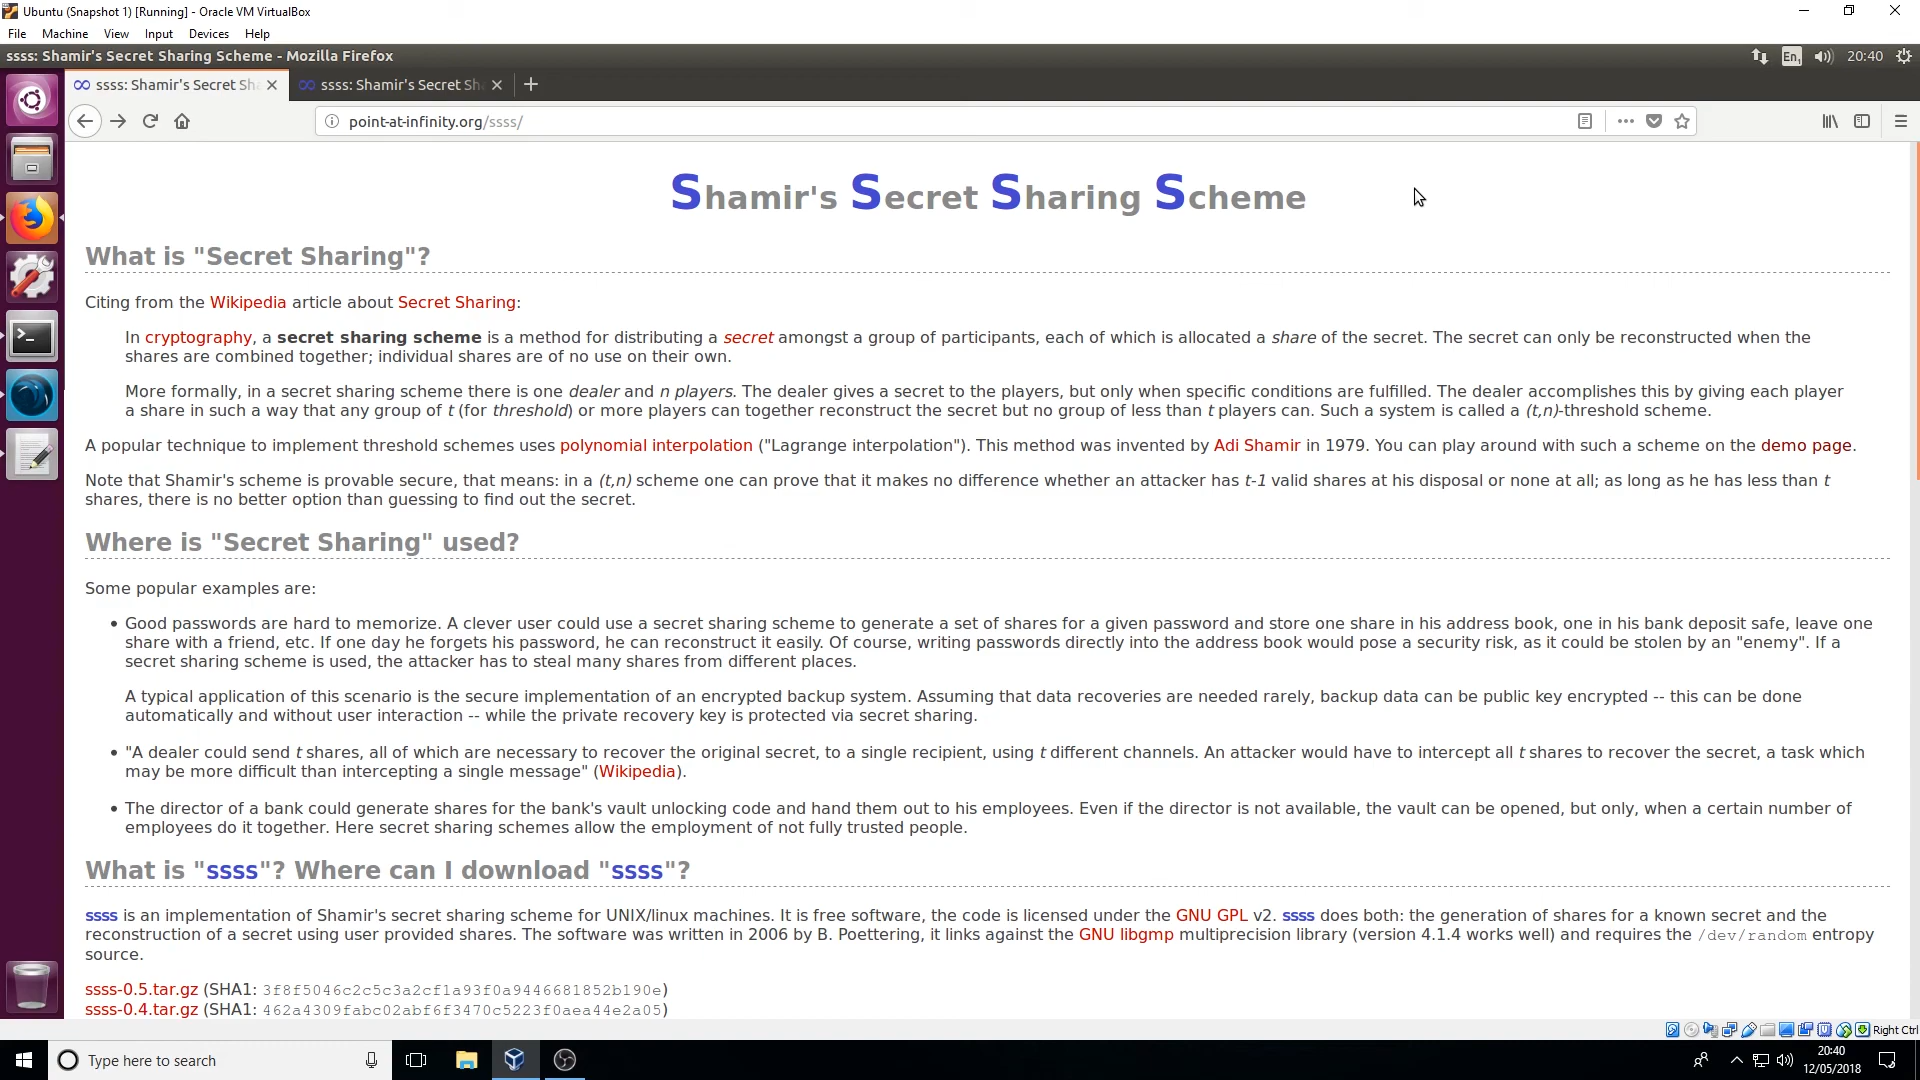 Ubuntu (Snapshot 1) [Running] - Oracle VM VirtualBox
File Machine View Input Devices Help
ssss: Shamir's Secret Sharing Scheme - Mozilla Firefox
En1 20:40
ssss: Shamir's Secret Sha ssss: Shamir's Secret Sh
point-at-infinity.org/ssss/
Shamir's Secret Sharing Scheme
What is "Secret Sharing"?
Citing from the Wikipedia article about Secret Sharing:
In cryptography, a secret sharing scheme is a method for distributing a secret amongst a group of participants, each of which is allocated a share of the secret. The secret can only be reconstructed when the
shares are combined together; individual shares are of no use on their own.
More formally, in a secret sharing scheme there is one dealer and n players. The dealer gives a secret to the players, but only when specific conditions are fulfilled. The dealer accomplishes this by giving each player
a share in such a way that any group of t (for threshold) or more players can together reconstruct the secret but no group of less than t players can. Such a system is called a (t,n)-threshold scheme.
A popular technique to implement threshold schemes uses polynomial interpolation ("Lagrange interpolation"). This method was invented by Adi Shamir in 1979. You can play around with such a scheme on the demo page.
Note that Shamir's scheme is provable secure, that means: in a (t,n) scheme one can prove that it makes no difference whether an attacker has t-1 valid shares at his disposal or none at all; as long as he has less than t
shares, there is no better option than guessing to find out the secret.
Where is "Secret Sharing" used?
Some popular examples are:
• Good passwords are hard to memorize. A clever user could use a secret sharing scheme to generate a set of shares for a given password and store one share in his address book, one in his bank deposit safe, leave one
share with a friend, etc. If one day he forgets his password, he can reconstruct it easily. Of course, writing passwords directly into the address book would pose a security risk, as it could be stolen by an "enemy". If a
secret sharing scheme is used, the attacker has to steal many shares from different places.
A typical application of this scenario is the secure implementation of an encrypted backup system. Assuming that data recoveries are needed rarely, backup data can be public key encrypted -- this can be done
automatically and without user interaction -- while the private recovery key is protected via secret sharing.
• "A dealer could send t shares, all of which are necessary to recover the original secret, to a single recipient, using t different channels. An attacker would have to intercept all t shares to recover the secret, a task which
may be more difficult than intercepting a single message" (Wikipedia).
• The director of a bank could generate shares for the bank's vault unlocking code and hand them out to his employees. Even if the director is not available, the vault can be opened, but only, when a certain number of
employees do it together. Here secret sharing schemes allow the employment of not fully trusted people.
What is "ssss"? Where can I download "ssss"?
ssss is an implementation of Shamir's secret sharing scheme for UNIX/linux machines. It is free software, the code is licensed under the GNU GPL v2. ssss does both: the generation of shares for a known secret and the
reconstruction of a secret using user provided shares. The software was written in 2006 by B. Poettering, it links against the GNU libgmp multiprecision library (version 4.1.4 works well) and requires the /dev/random entropy
source.
ssss-0.5.tar.gz (SHA1: 3f8f5046c2c5c3a2cf1a93f0a9446681852b190e)
ssss-0.4.tar.gz (SHA1: 462a4309fabc02abf6f3470c5223f0aea44e2a05)
Right Ctrl
Type here to search
20:40
12/05/2018